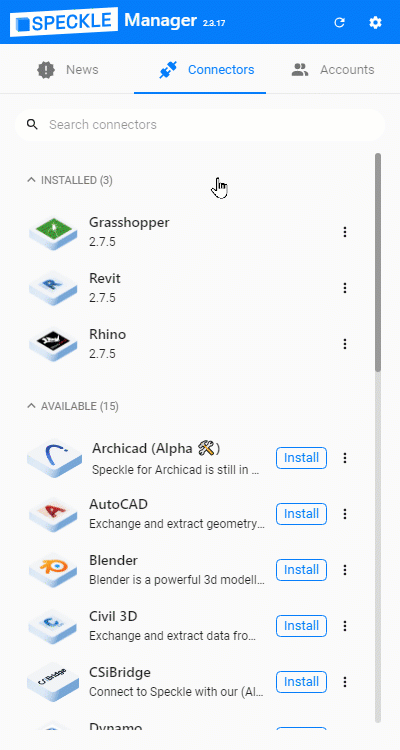 SPECKLE Manager 2.3.17
News
Connectors
Accounts
Search connectors
INSTALLED (3)
Grasshopper
2.7.5
Revit
2.7.5
Rhino
2.7.5
AVAILABLE (15)
Archicad (Alpha 🛠)
Speckle for Archicad is still in ...
Install
AutoCAD
Exchange and extract geometry...
Install
Blender
Blender is a powerful 3d modell...
Install
Civil 3D
Exchange and extract data fro...
Install
CSiBridge
CSiBridge
Connect to Speckle with our (Al...
Install
Dynamo